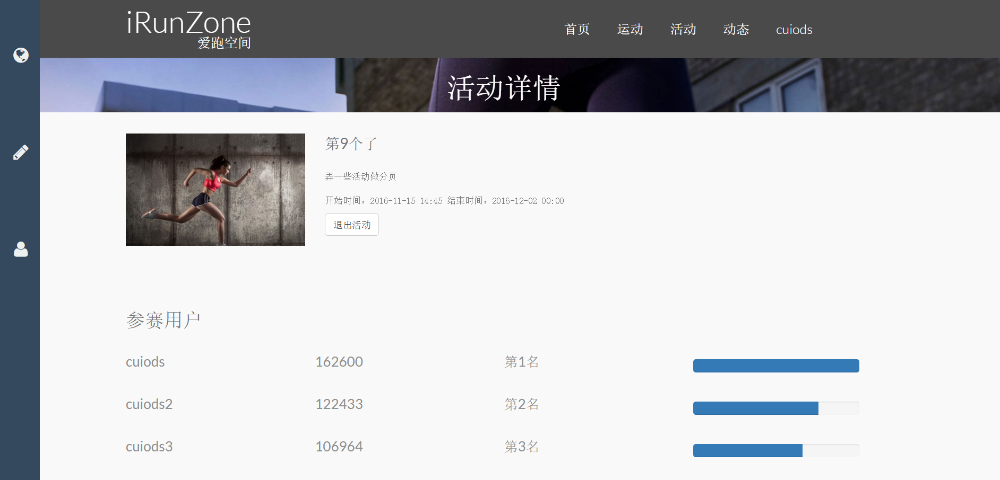 iRunZone
爱跑空间
首页 运动 活动 动态 cuiods
活动详情
第9个了
弄一些活动做分页
开始时间：2016-11-15 14:45 结束时间：2016-12-02 00:00
退出活动
参赛用户
cuiods 162600 第1名
cuiods2 122433 第2名
cuiods3 106964 第3名